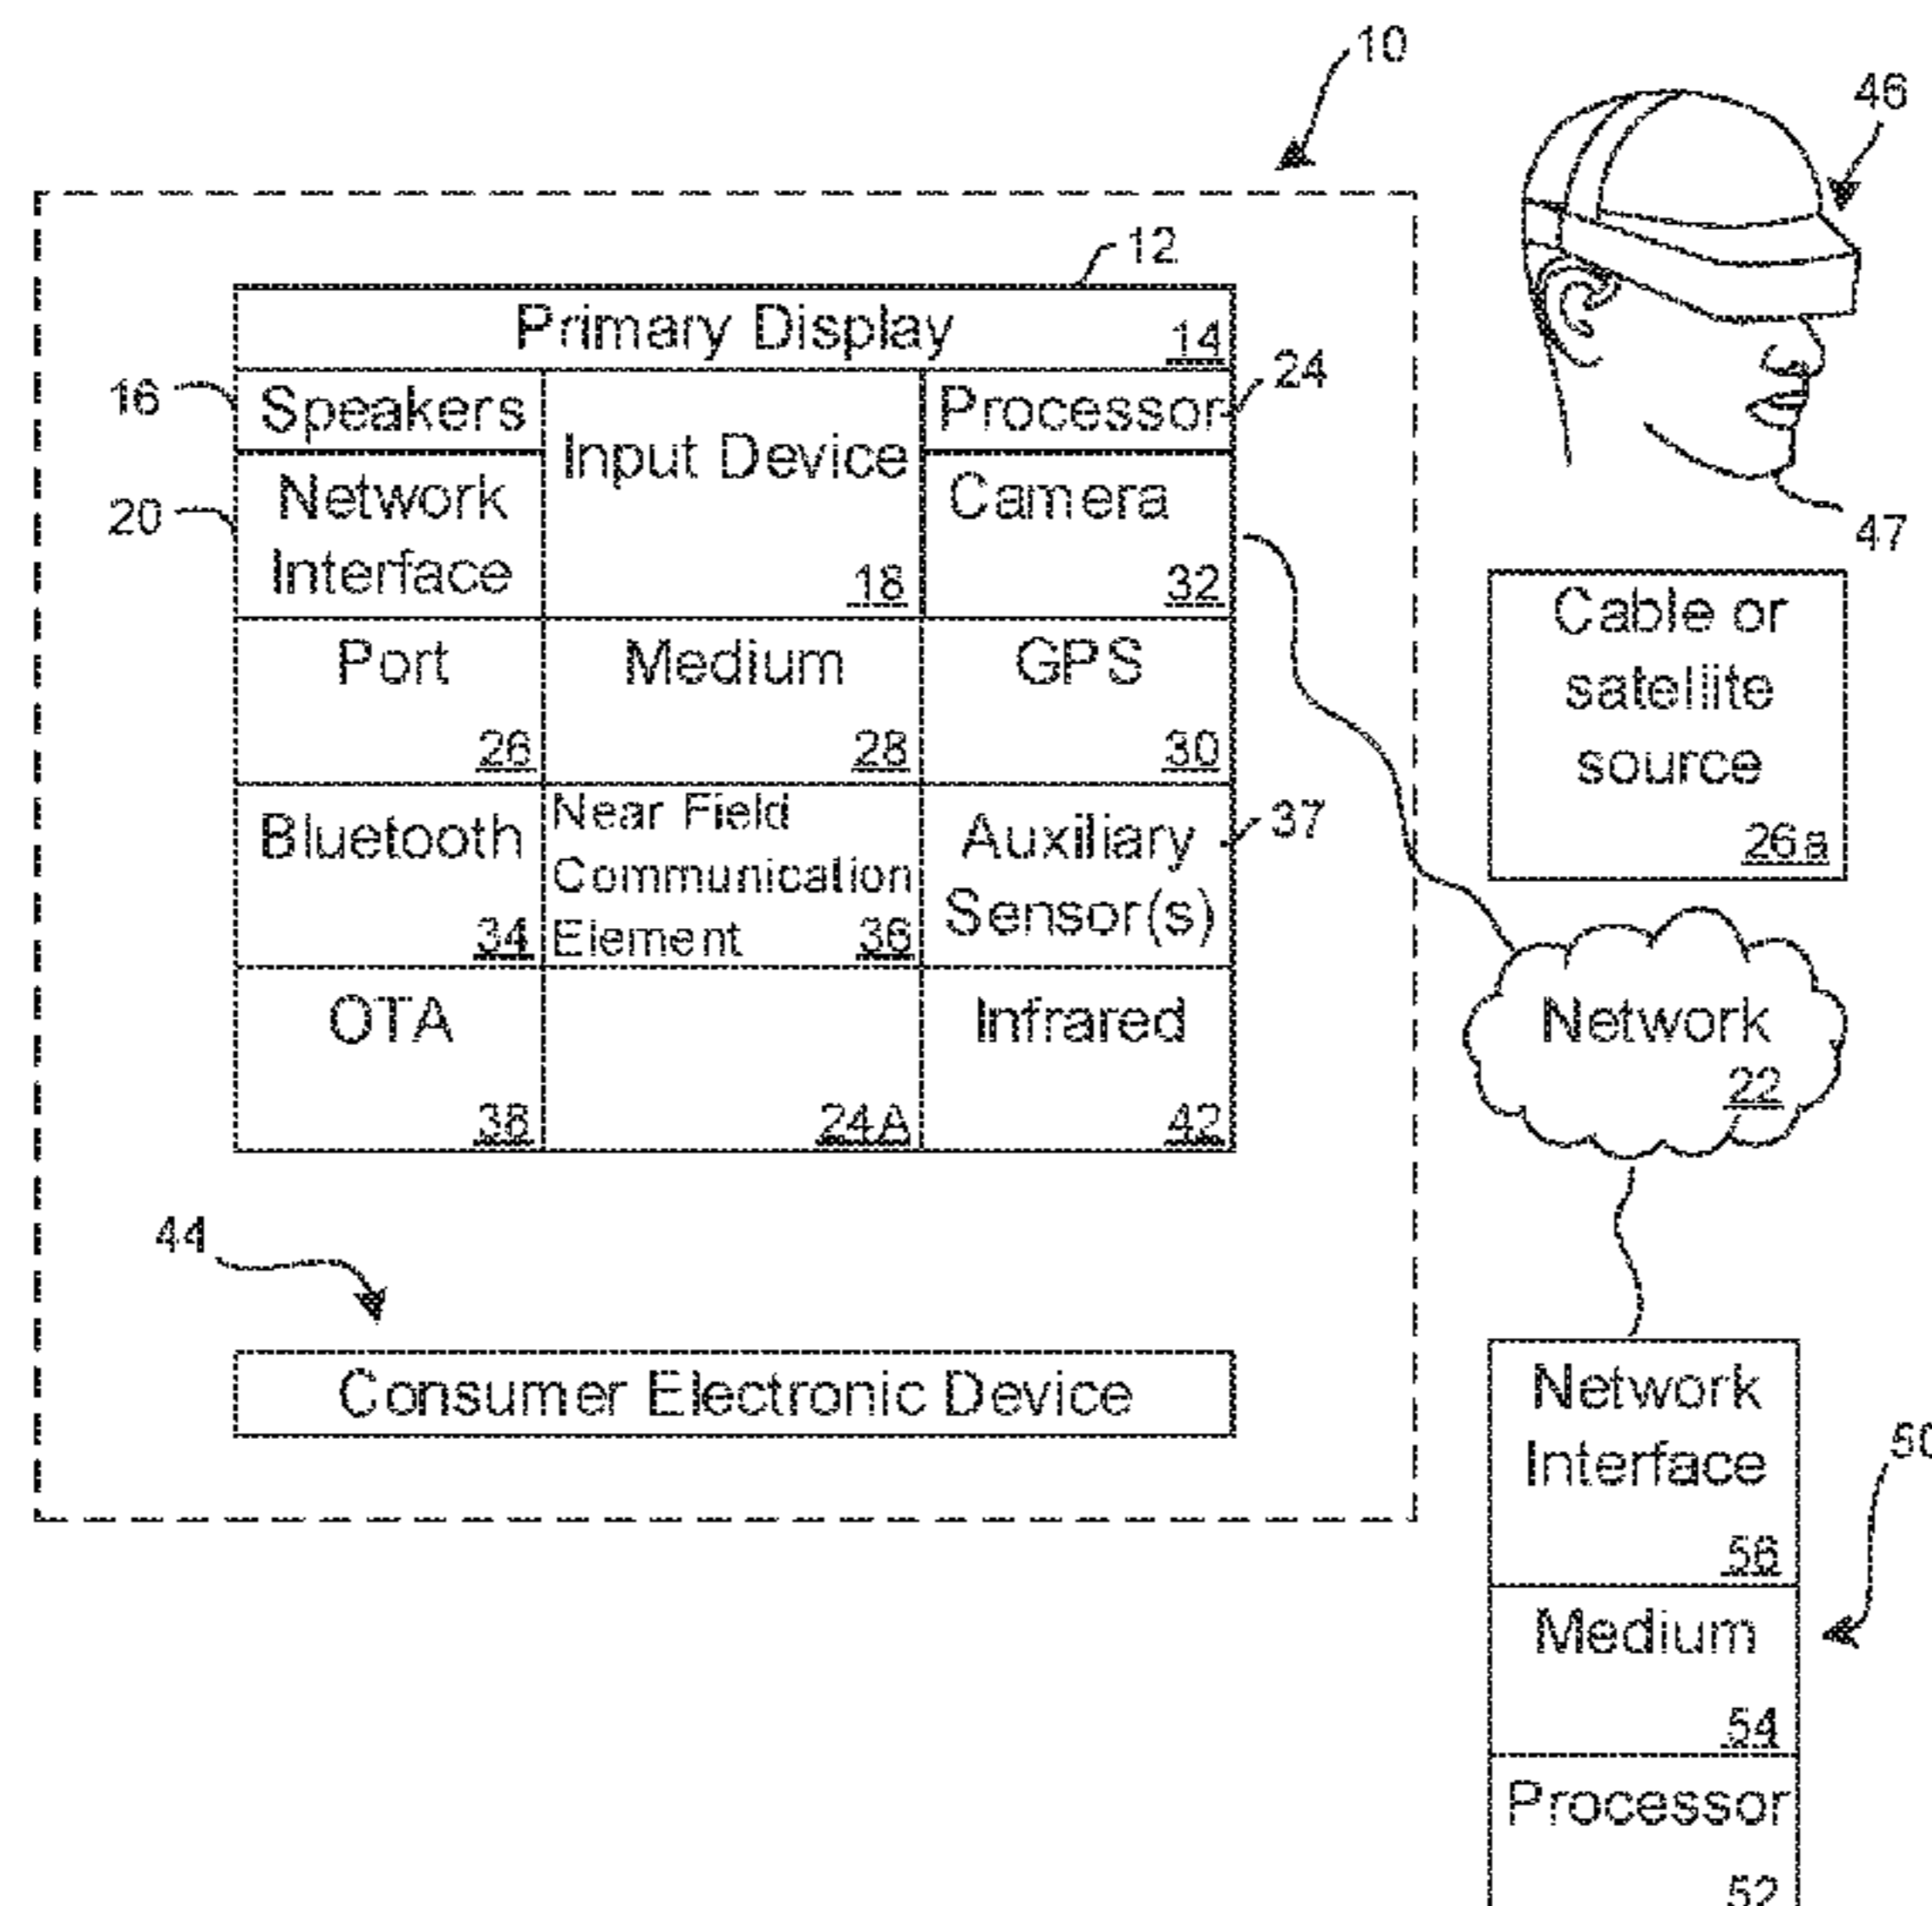 10
46
12
Primary Display
14
16
Speakers
Input Device
18
Processor
24
20
Network
Interface
Camera
32
47
Port
26
Medium
28
GPS
30
Cable or
satellite
source
26a
Bluetooth
34
Near Field
Communication
Element 36
Auxiliary
Sensor(s)
37
OTA
38
24A
Infrared
42
Network
22
44
Consumer Electronic Device
Network
Interface
56
50
Medium
54
Processor
52